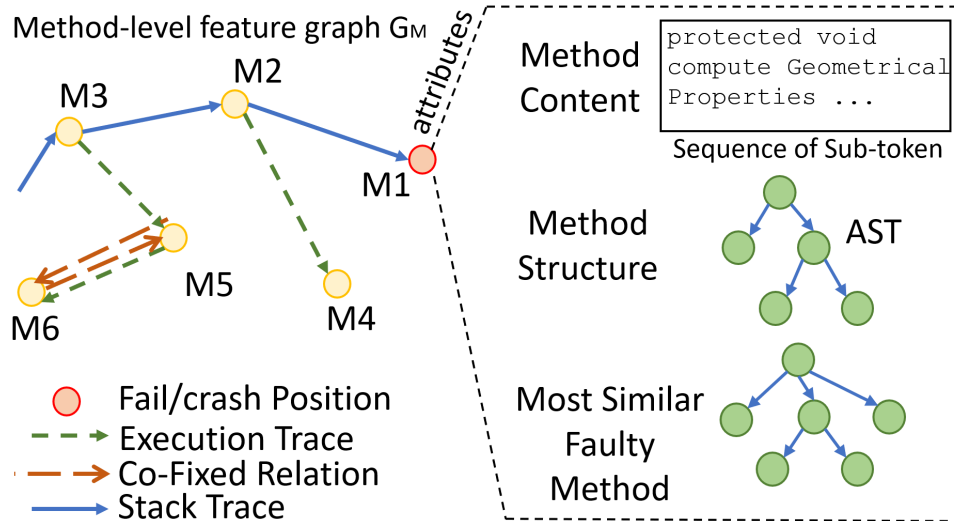 Method-level feature graph GM
M3
M2
M1
M5
M6
M4
Fail/crash Position
Execution Trace
Co-Fixed Relation
Stack Trace
attributes
Method
Content
protected void
compute Geometrical
Properties ...
Sequence of Sub-token
Method
Structure
AST
Most Similar
Faulty
Method